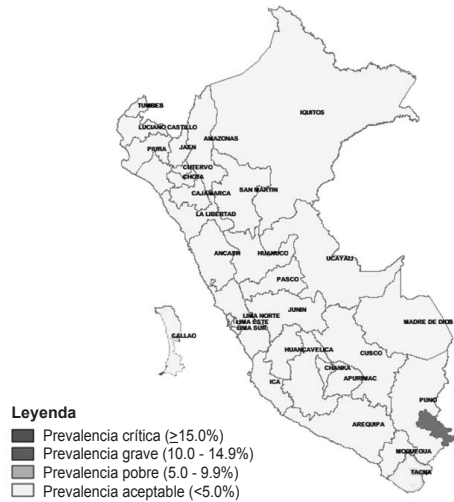 TUMBES
LUCIANO CASTILLO
PIURA
JAEN
AMAZONAS
IQUITOS
CUTERVO
CHOTA
CAJAMARCA
SAN MARTIN
LA LIBERTAD
ANCASH
HUANUCO
UCAYALI
PASCO
LIMA NORTE
LIMA ESTE
LIMA SUR
JUNIN
MADRE DE DIOS
CALLAO
HUANCAVELICA
CUSCO
CHANKA
APURIMAC
ICA
PUNO
AREQUIPA
MOQUEGUA
TACNA
Leyenda
Prevalencia crítica (≥15.0%)
Prevalencia grave (10.0 - 14.9%)
Prevalencia pobre (5.0 - 9.9%)
Prevalencia aceptable (<5.0%)